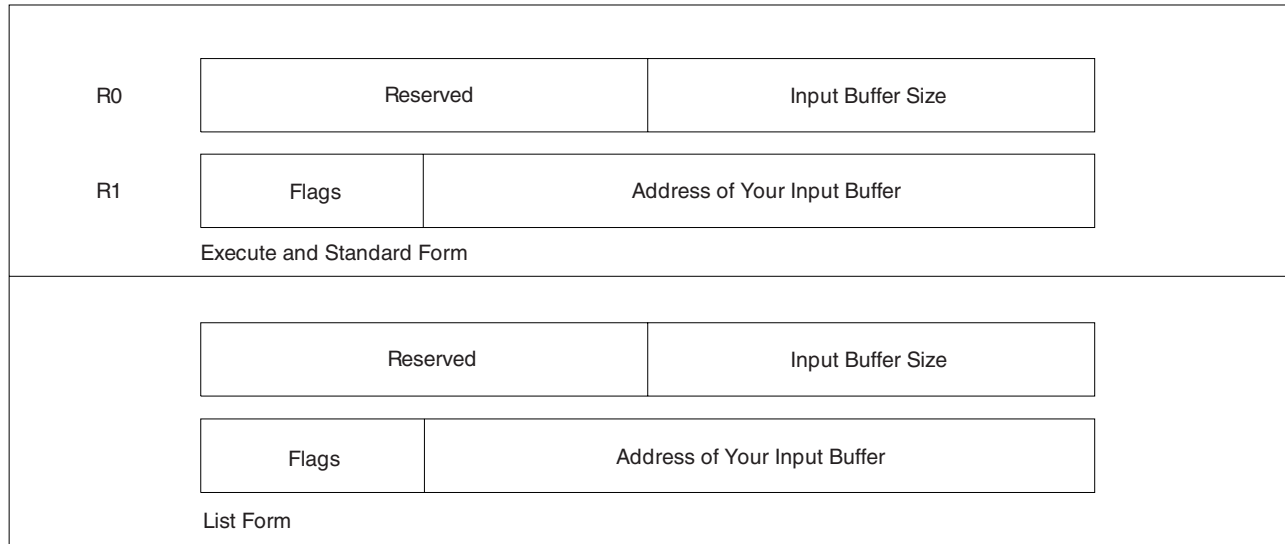 R0 Reserved Input Buffer Size
R1 Flags Address of Your Input Buffer
Execute and Standard Form
Reserved Input Buffer Size
Flags Address of Your Input Buffer
List Form